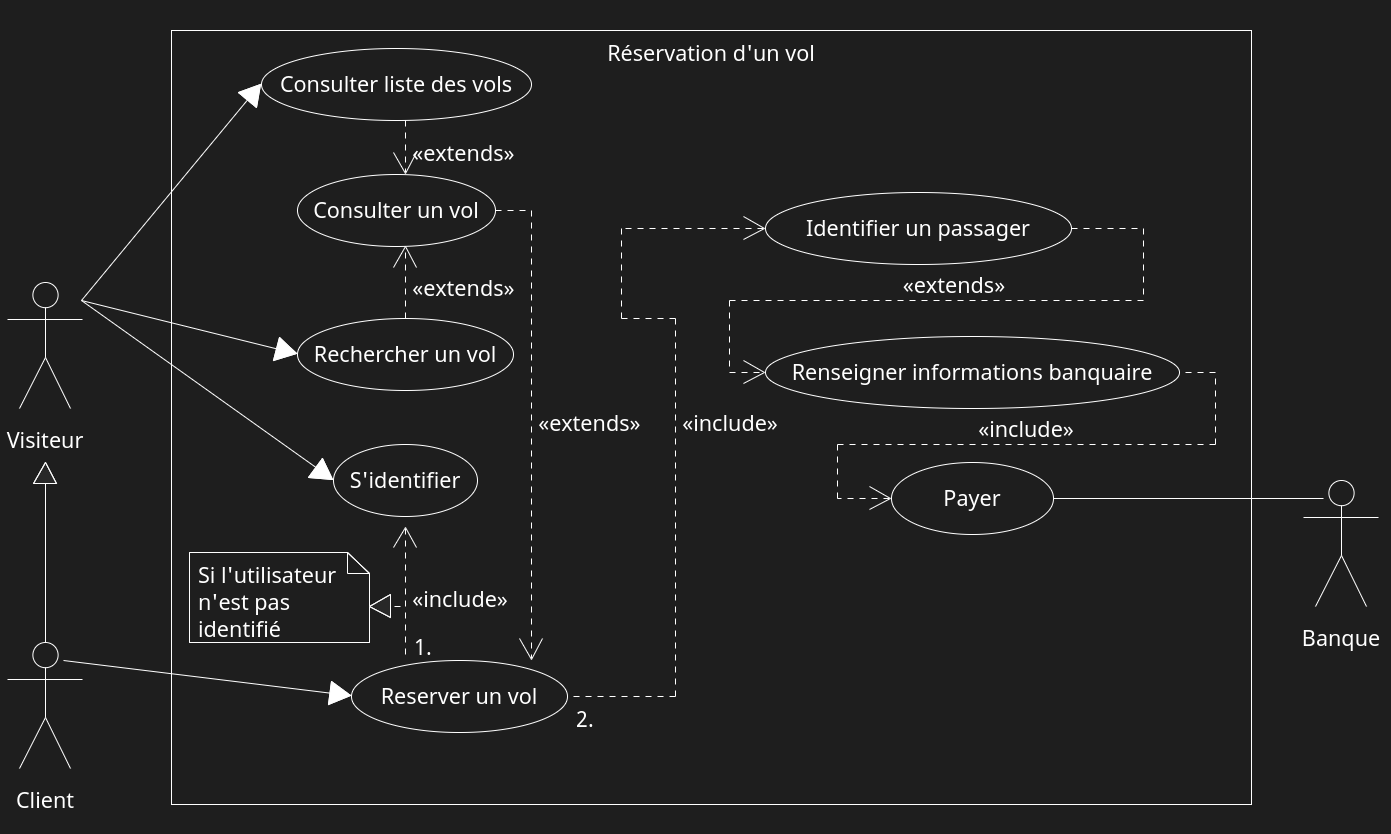 Réservation d'un vol
Consulter liste des vols
«extends»
Consulter un vol
Identifier un passager
«extends»
«extends»
Rechercher un vol
Renseigner informations banquaire
«extends»
«include»
«include»
Visiteur
S'identifier
Payer
Si l'utilisateur
n'est pas
identifié
«include»
1.
Banque
Reserver un vol
2.
Client